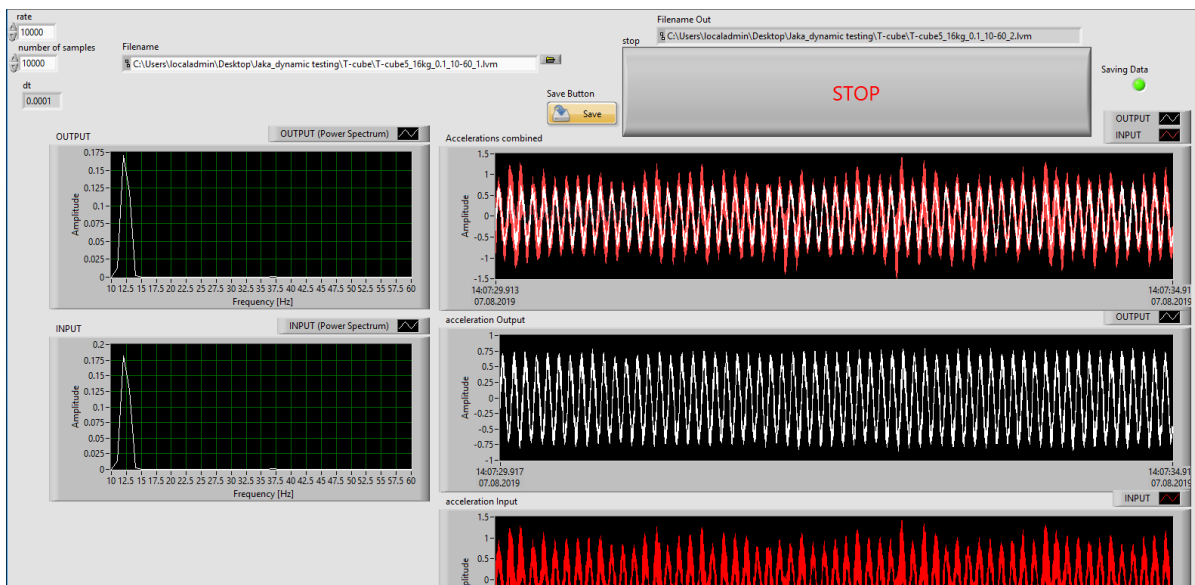 rate
10000
number of samples
10000
dt
0.0001
Filename
C:\Users\localadmin\Desktop\Jaka_dynamic testing\T-cube\T-cube5_16kg_0.1_10-60_1.lvm
Filename Out
C:\Users\localadmin\Desktop\Jaka_dynamic testing\T-cube\T-cube5_16kg_0.1_10-60_2.lvm
stop
STOP
Saving Data
Save Button
Save
OUTPUT
OUTPUT (Power Spectrum)
Amplitude
0.175
0.15
0.125
0.1
0.075
0.05
0.025
0
10 12.5 15 17.5 20 22.5 25 27.5 30 32.5 35 37.5 40 42.5 45 47.5 50 52.5 55 57.5 60
Frequency [Hz]
INPUT
INPUT (Power Spectrum)
Amplitude
0.2
0.175
0.15
0.125
0.1
0.075
0.05
0.025
0
10 12.5 15 17.5 20 22.5 25 27.5 30 32.5 35 37.5 40 42.5 45 47.5 50 52.5 55 57.5 60
Frequency [Hz]
Accelerations combined
OUTPUT
INPUT
Amplitude
1.5
1
0.5
0
-0.5
-1
-1.5
14:07:29.913
07.08.2019
14:07:34.91
07.08.2019
acceleration Output
OUTPUT
Amplitude
1
0.75
0.5
0.25
0
-0.25
-0.5
-0.75
-1
14:07:29.917
07.08.2019
14:07:34.91
07.08.2019
acceleration Input
INPUT
Amplitude
1.5
1
0.5
0